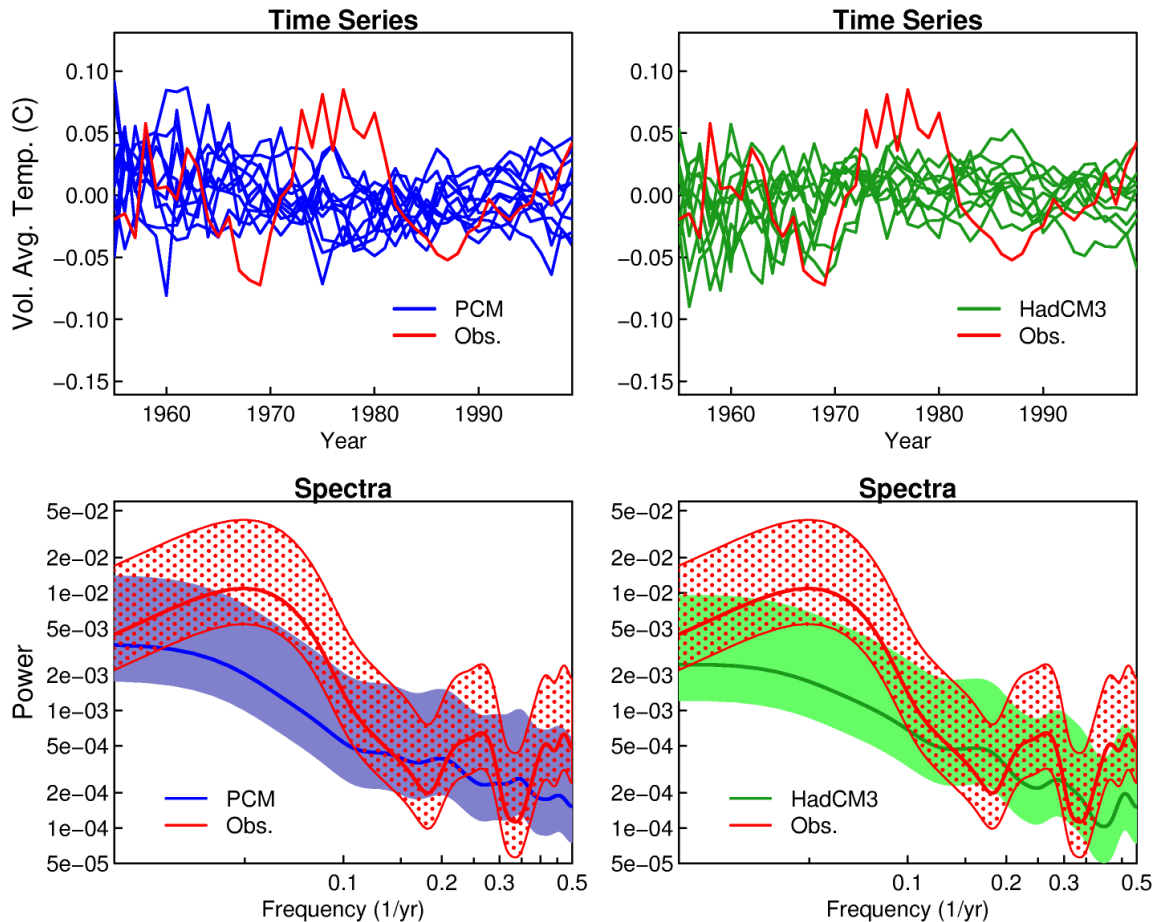 Time Series
Vol. Avg. Temp. (C)
0.10
0.05
0.00
−0.05
−0.10
−0.15
PCM
Obs.
1960 1970 1980 1990
Year
Time Series
0.10
0.05
0.00
−0.05
−0.10
−0.15
HadCM3
Obs.
1960 1970 1980 1990
Year
Spectra
Power
5e−02
2e−02
1e−02
5e−03
2e−03
1e−03
5e−04
2e−04
1e−04
5e−05
PCM
Obs.
0.1 0.2 0.3 0.5
Frequency (1/yr)
Spectra
5e−02
2e−02
1e−02
5e−03
2e−03
1e−03
5e−04
2e−04
1e−04
5e−05
HadCM3
Obs.
0.1 0.2 0.3 0.5
Frequency (1/yr)